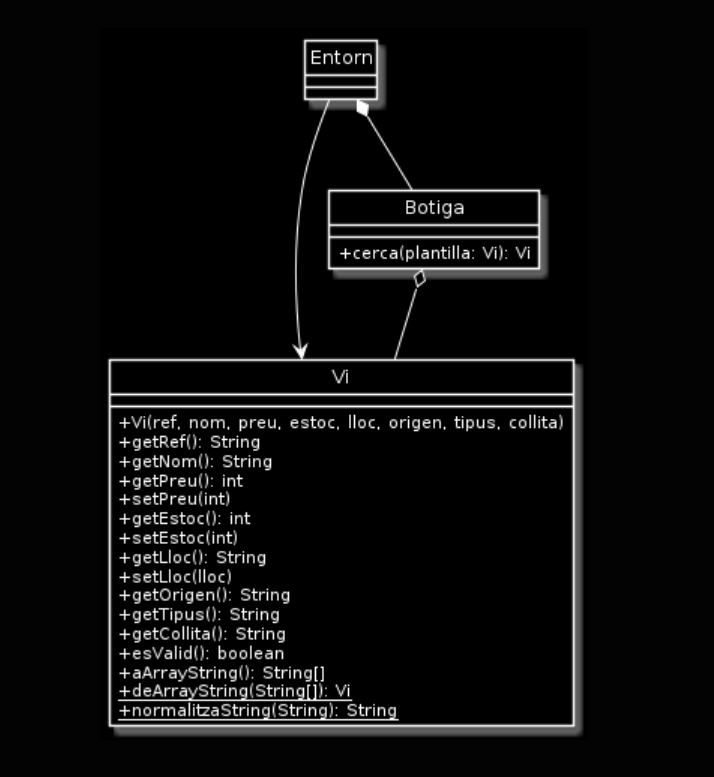 Entorn
Botiga
+cerca(plantilla: Vi): Vi
Vi
+Vi(ref, nom, preu, estoc, lloc, origen, tipus, collita)
+getRef(): String
+getNom(): String
+getPreu(): int
+setPreu(int)
+getEstoc(): int
+setEstoc(int)
+getLloc(): String
+setLloc(lloc)
+getOrigen(): String
+getTipus(): String
+getCollita(): String
+esValid(): boolean
+aArrayString(): String[]
+deArrayString(String[]): Vi
+normalitzaString(String): String